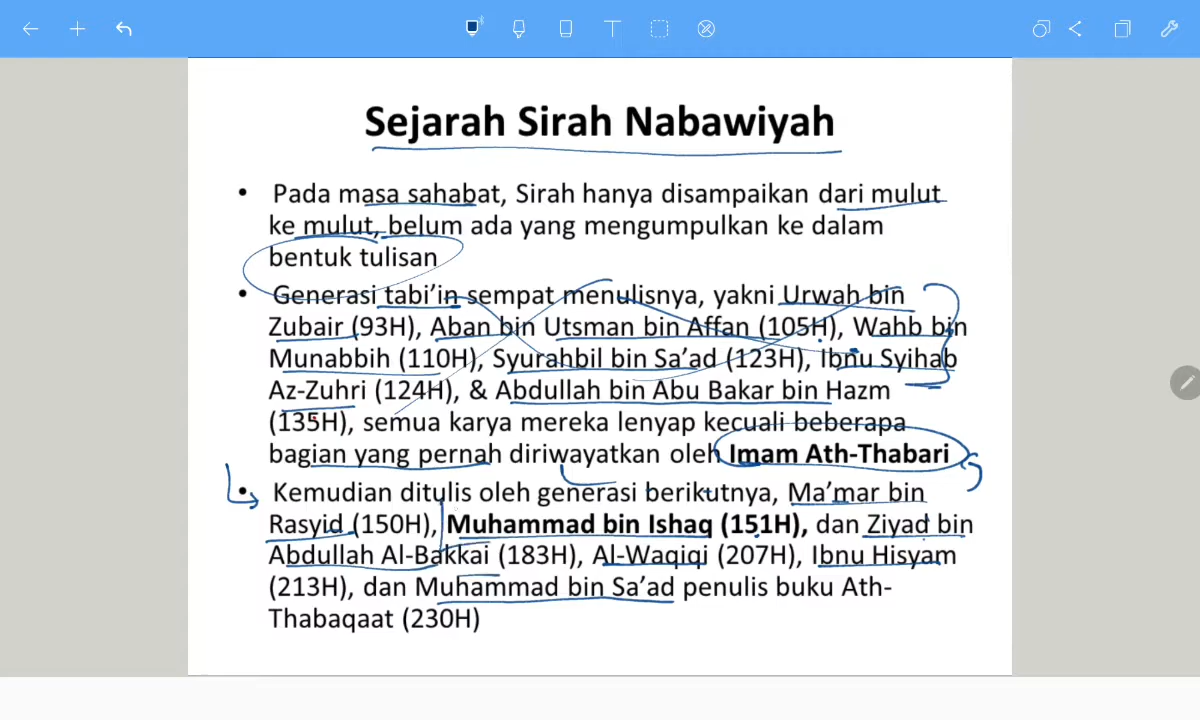 Sejarah Sirah Nabawiyah
• Pada masa sahabat, Sirah hanya disampaikan dari mulut
ke mulut, belum ada yang mengumpulkan ke dalam
bentuk tulisan
• Generasi tabi'in sempat menulisnya, yakni Urwah bin
Zubair (93H), Aban bin Utsman bin Affan (105H), Wahb bin
Munabbih (110H), Syurahbil bin Sa'ad (123H), Ibnu Syihab
Az-Zuhri (124H), & Abdullah bin Abu Bakar bin Hazm
(135H), semua karya mereka lenyap kecuali beberapa
bagian yang pernah diriwayatkan oleh Imam Ath-Thabari
• Kemudian ditulis oleh generasi berikutnya, Ma'mar bin
Rasyid (150H), Muhammad bin Ishaq (151H), dan Ziyad bin
Abdullah Al-Bakkai (183H), Al-Waqiqi (207H), Ibnu Hisyam
(213H), dan Muhammad bin Sa'ad penulis buku Ath-
Thabaqaat (230H)